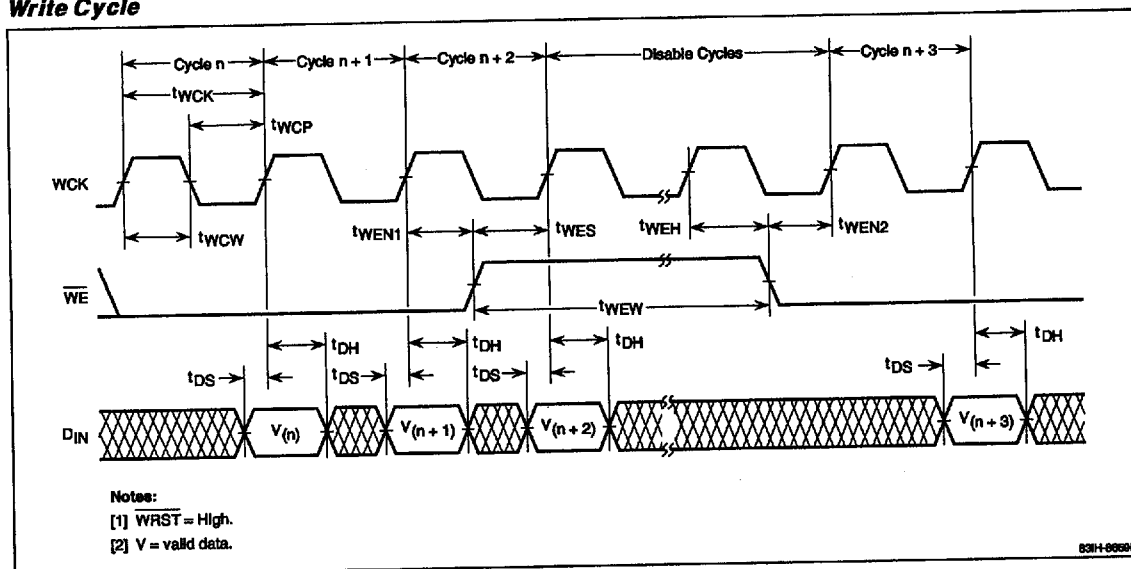 Write Cycle
Cycle n
Cycle n + 1
Cycle n + 2
Disable Cycles
Cycle n + 3
tWCK
tWCP
WCK
tWCW
tWEN1
tWES
tWEH
tWEN2
WE
tWEW
tDH
tDH
tDH
tDH
tDS
tDS
tDS
tDS
DIN
V(n)
V(n + 1)
V(n + 2)
V(n + 3)
Notes:
[1] WRST = High.
[2] V = valid data.